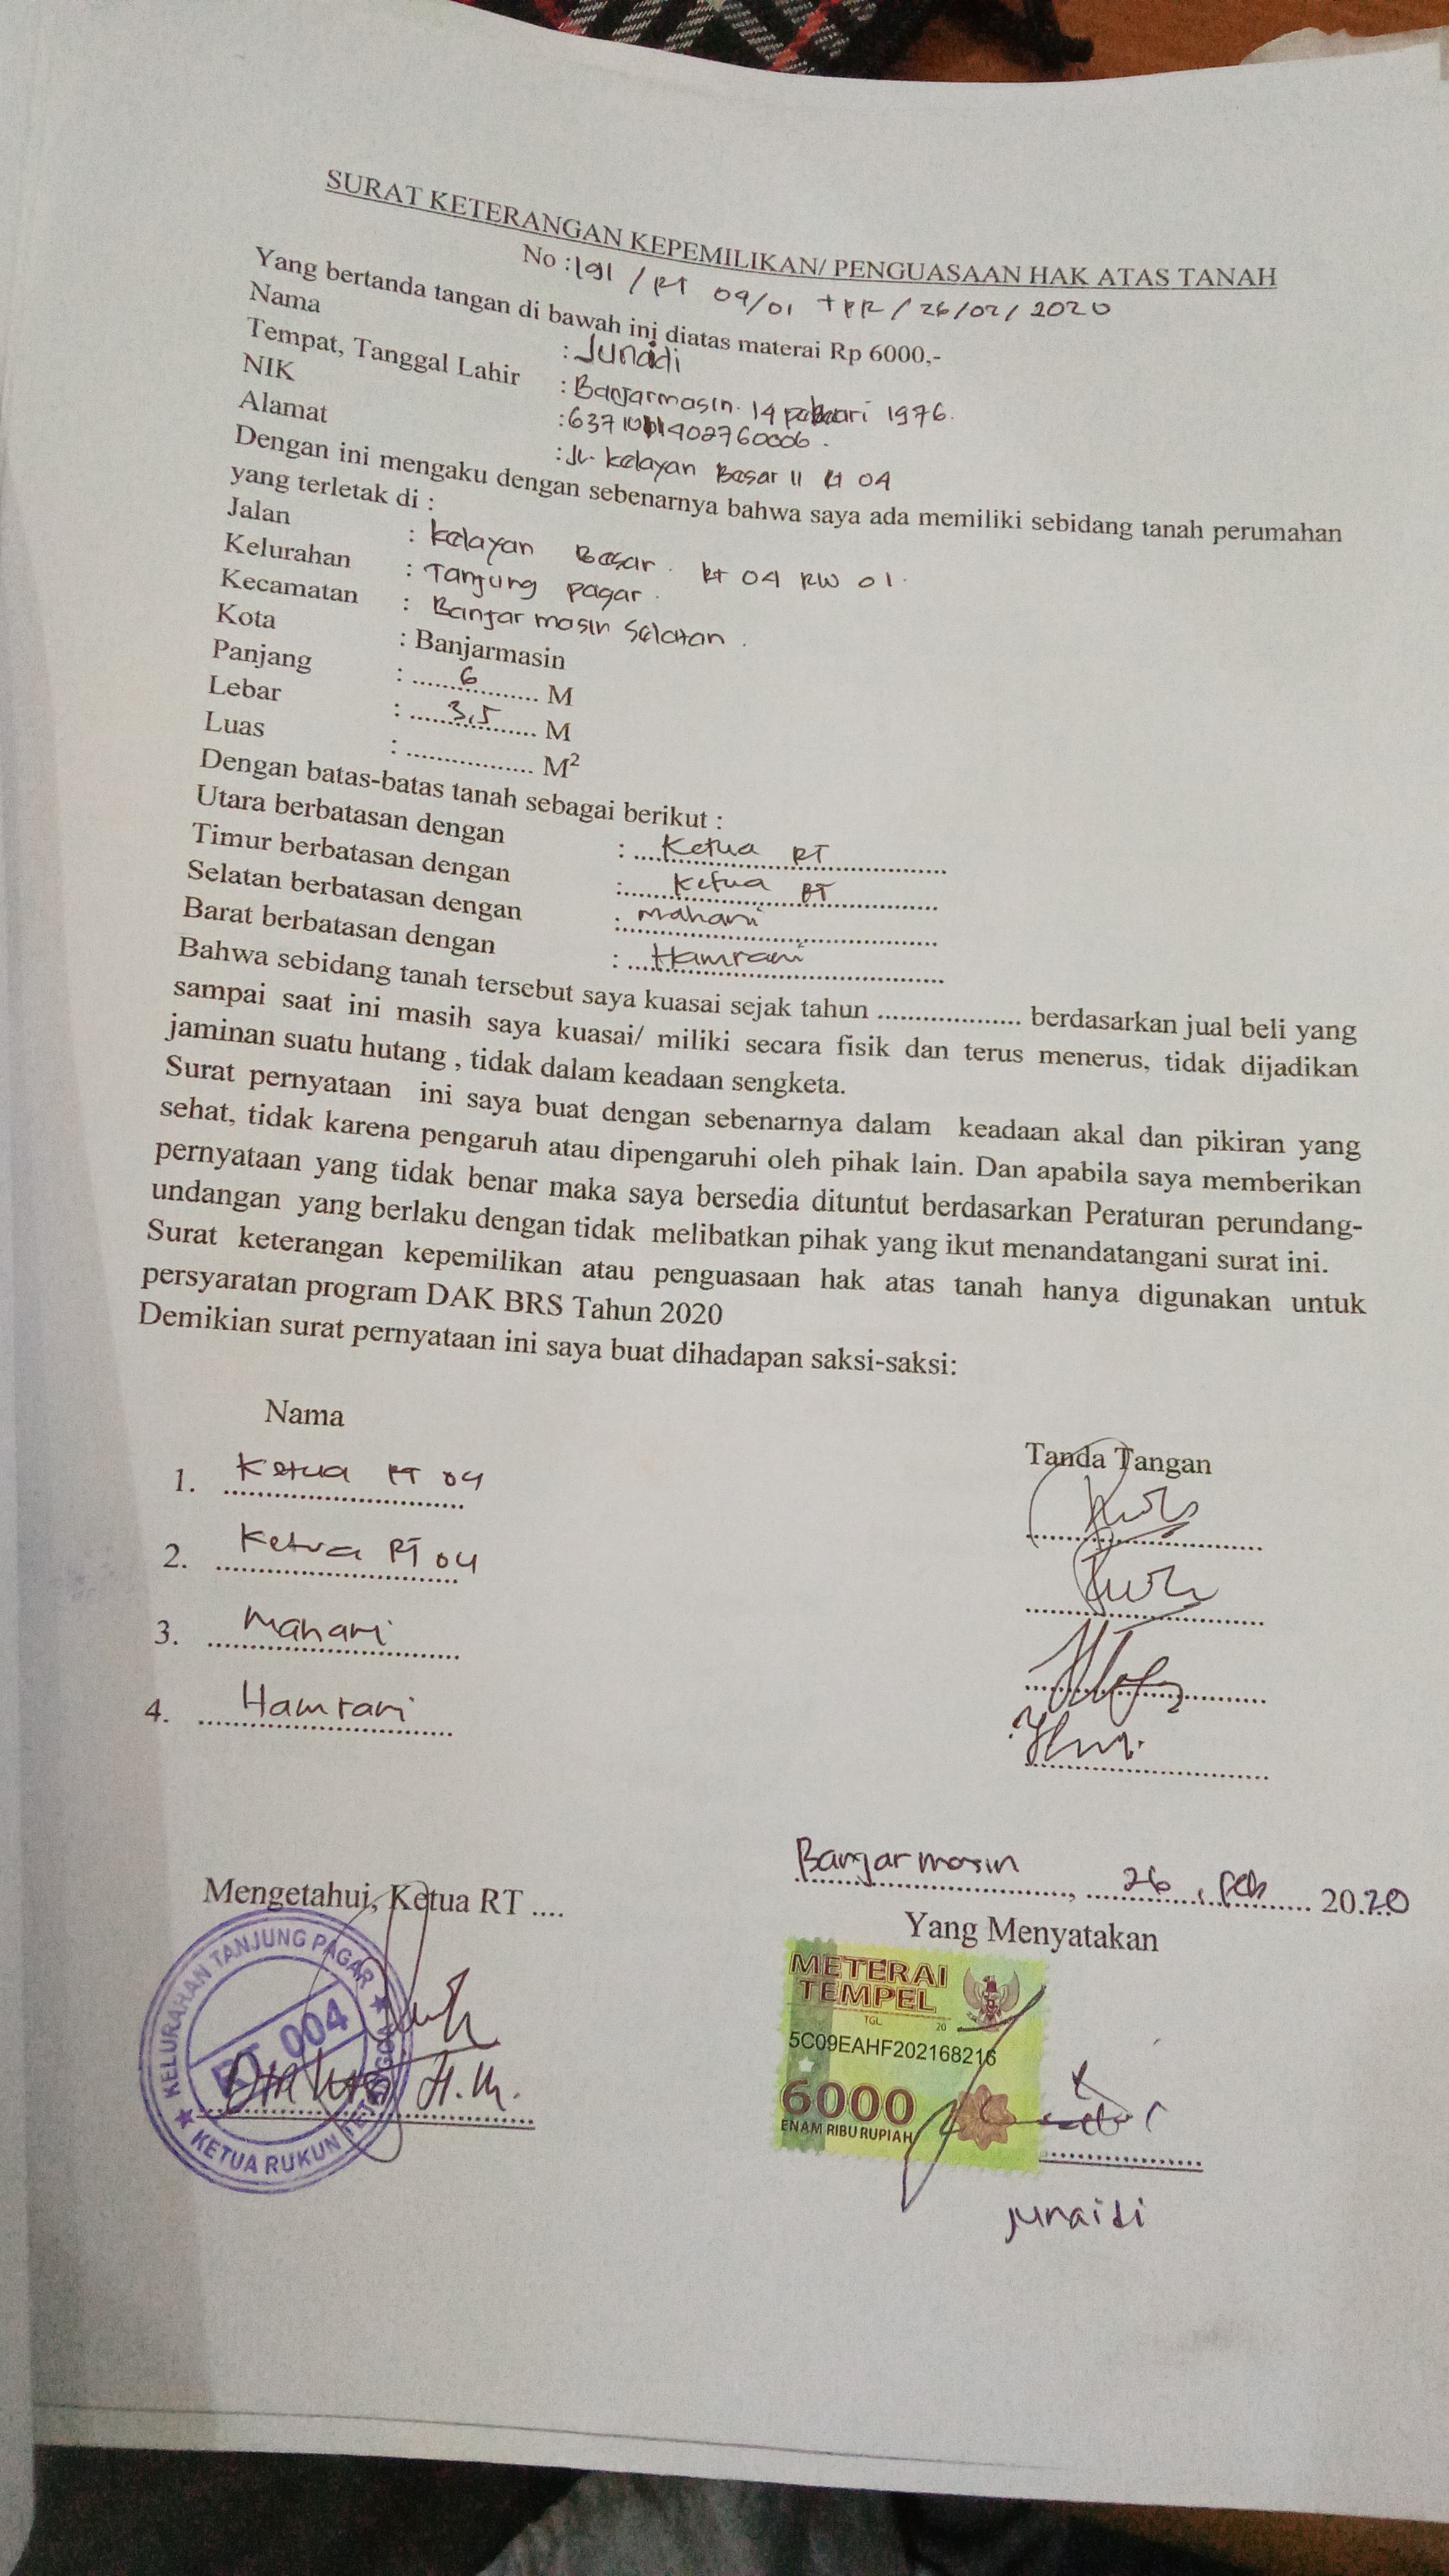 SURAT KETERANGAN KEPEMILIKAN/ PENGUASAAN HAK ATAS TANAH
No : 191 / RT 04/01 TPR / 26/02/ 2020
Yang bertanda tangan di bawah ini diatas materai Rp 6000,-
Nama : Junaidi
Tempat, Tanggal Lahir : Banjarmasin. 14 1976.
NIK :
Alamat : JL. Kelayan Besar II Rt 04
Dengan ini mengaku dengan sebenarnya bahwa saya ada memiliki sebidang tanah perumahan
yang terletak di :
Jalan : Kelayan Besar. Rt 04 RW 01.
Kelurahan : Tanjung pagar.
Kecamatan : Banjarmasin Selatan.
Kota : Banjarmasin
Panjang : ......6......... M
Lebar : ......3,5...... M
Luas : ................. M²
Dengan batas-batas tanah sebagai berikut :
Utara berbatasan dengan : Ketua RT
Timur berbatasan dengan : Ketua RT
Selatan berbatasan dengan : Mahari
Barat berbatasan dengan : Hamrani
Bahwa sebidang tanah tersebut saya kuasai sejak tahun ................... berdasarkan jual beli yang
sampai saat ini masih saya kuasai/ miliki secara fisik dan terus menerus, tidak dijadikan
jaminan suatu hutang , tidak dalam keadaan sengketa.
Surat pernyataan ini saya buat dengan sebenarnya dalam keadaan akal dan pikiran yang
sehat, tidak karena pengaruh atau dipengaruhi oleh pihak lain. Dan apabila saya memberikan
pernyataan yang tidak benar maka saya bersedia dituntut berdasarkan Peraturan perundang-
undangan yang berlaku dengan tidak melibatkan pihak yang ikut menandatangani surat ini.
Surat keterangan kepemilikan atau penguasaan hak atas tanah hanya digunakan untuk
persyaratan program DAK BRS Tahun 2020
Demikian surat pernyataan ini saya buat dihadapan saksi-saksi:
Nama Tanda Tangan
1. Ketua RT 04
2. Ketua RT 04
3. Mahari
4. Hamrani
Banjarmasin, 26, Feb 20.20
Mengetahui, Ketua RT .... Yang Menyatakan
KELURAHAN TANJUNG PAGAR
RT 004
KETUA RUKUN TETANGGA
METERAI
TEMPEL
TGL 20
5C09EAHF202168216
6000
ENAM RIBU RUPIAH
junaidi